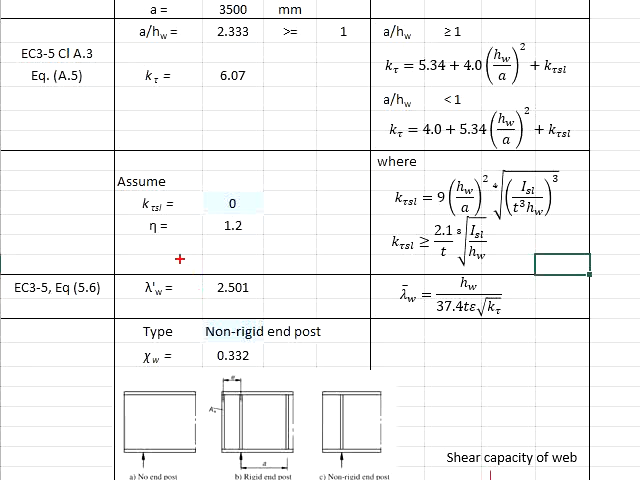 a = 3500 mm
a/hw = 2.333 >= 1 a/hw ≥ 1
EC3-5 Cl A.3
Eq. (A.5) kτ = 6.07 kτ = 5.34 + 4.0 (hw/a)² + kτsl
a/hw < 1
kτ = 4.0 + 5.34 (hw/a)² + kτsl
where
Assume
kτsl = 0 kτsl = 9 (hw/a)² ⁴√(Isl/t³hw)³
η = 1.2 kτsl ≥ 2.1/t ³√Isl/hw
EC3-5, Eq (5.6) λ'w = 2.501 λ̄w = hw/37.4tε√kτ
Type Non-rigid end post
χw = 0.332
e
a
a) No end post b) Rigid end post c) Non-rigid end post
Shear capacity of web